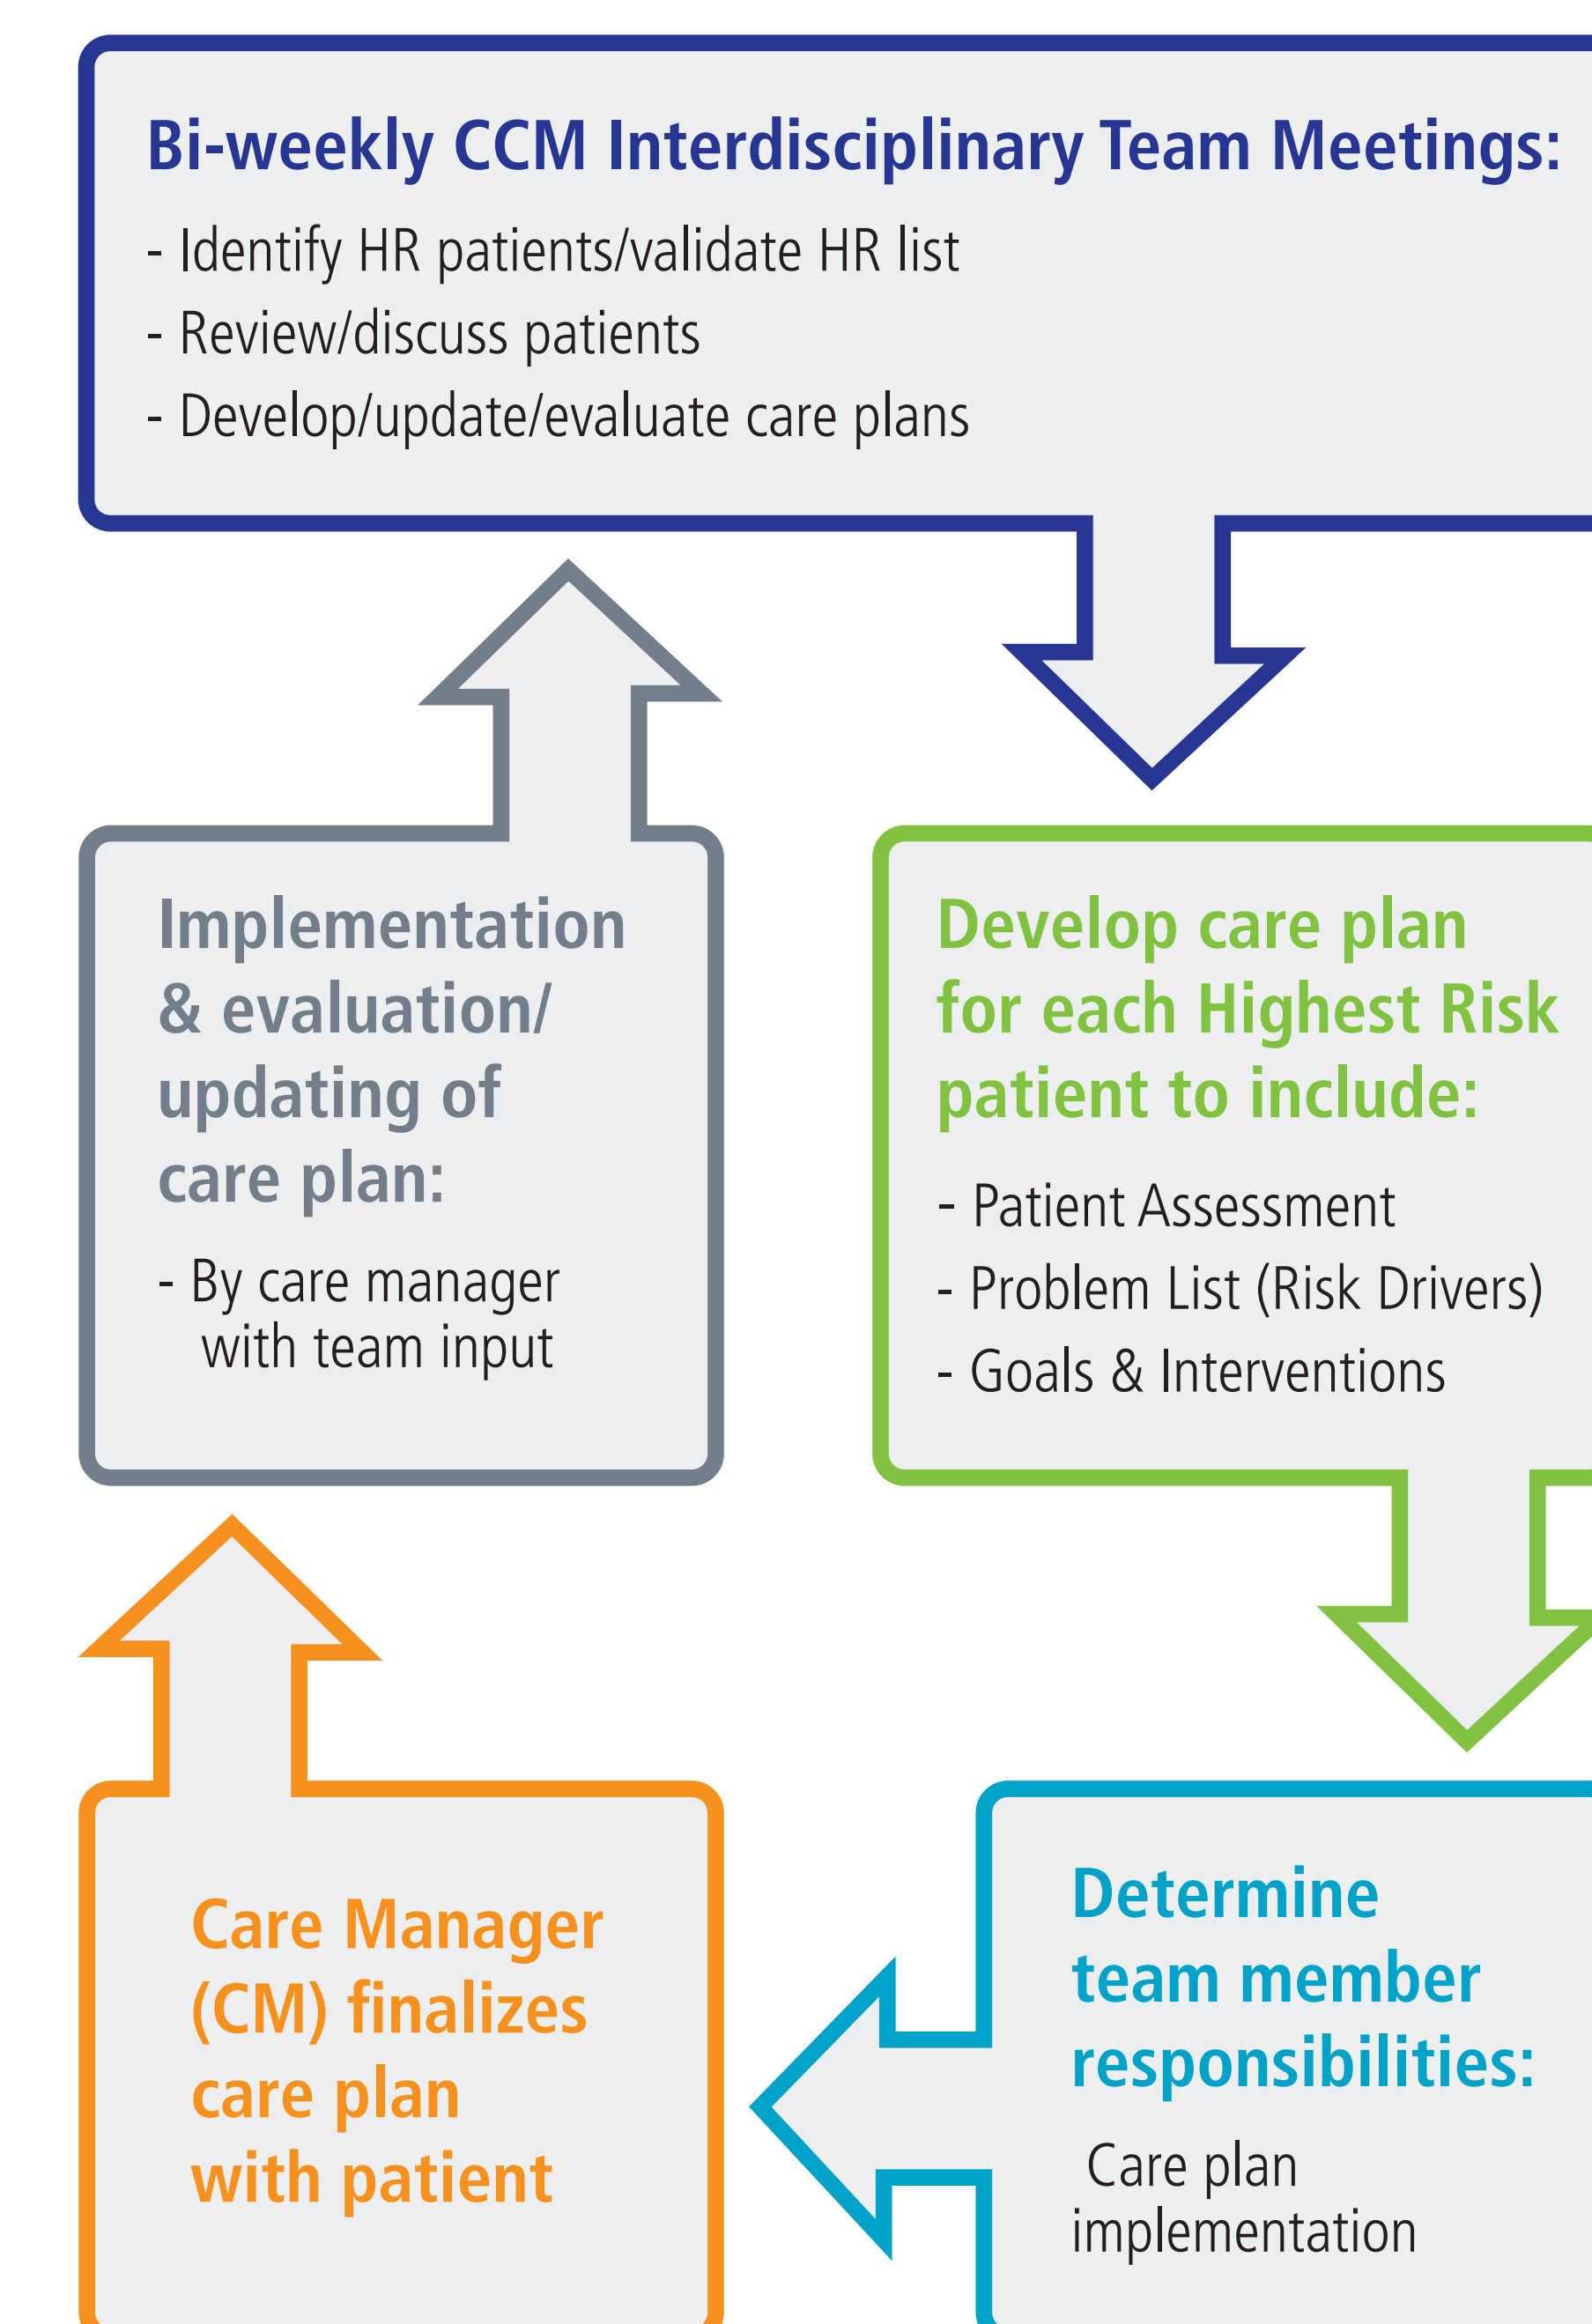 Bi-weekly CCM Interdisciplinary Team Meetings:
- Identify HR patients/validate HR list
- Review/discuss patients
- Develop/update/evaluate care plans
Implementation
& evaluation/
updating of
care plan:
- By care manager
with team input
Develop care plan
for each Highest Risk
patient to include:
- Patient Assessment
- Problem List (Risk Drivers)
- Goals & Interventions
Care Manager
(CM) finalizes
care plan
with patient
Determine
team member
responsibilities:
Care plan
implementation